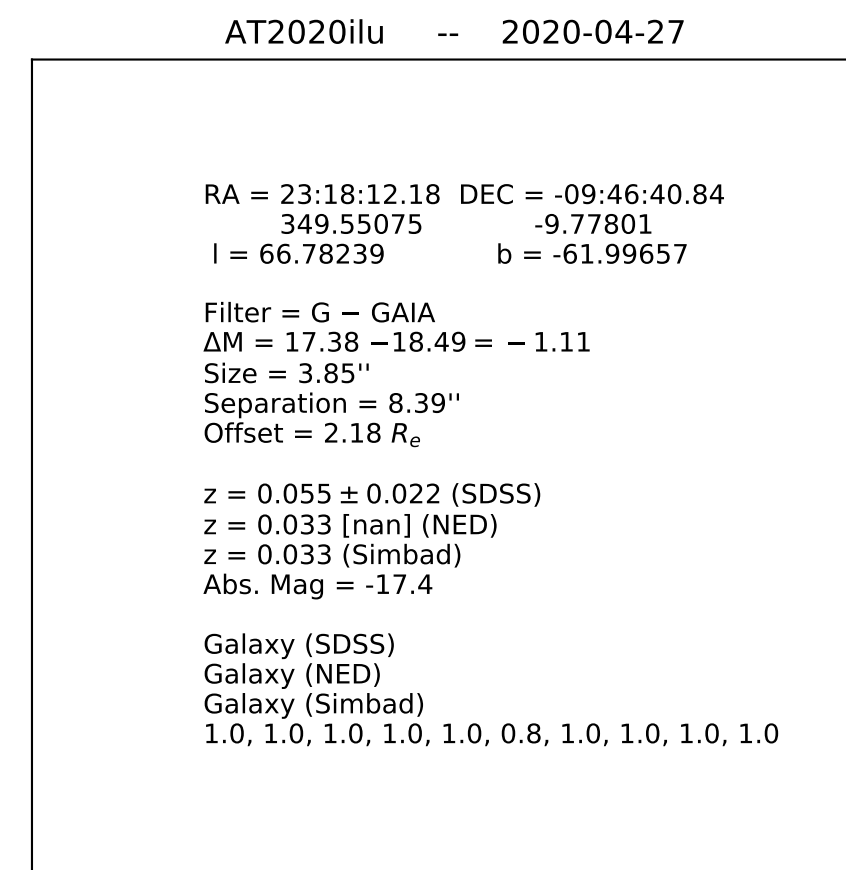 AT2020ilu -- 2020-04-27
RA = 23:18:12.18 DEC = -09:46:40.84
349.55075 -9.77801
l = 66.78239 b = -61.99657
Filter = G − GAIA
ΔM = 17.38 −18.49 = − 1.11
Size = 3.85''
Separation = 8.39''
Offset = 2.18 Re
z = 0.055 ± 0.022 (SDSS)
z = 0.033 [nan] (NED)
z = 0.033 (Simbad)
Abs. Mag = -17.4
Galaxy (SDSS)
Galaxy (NED)
Galaxy (Simbad)
1.0, 1.0, 1.0, 1.0, 1.0, 0.8, 1.0, 1.0, 1.0, 1.0